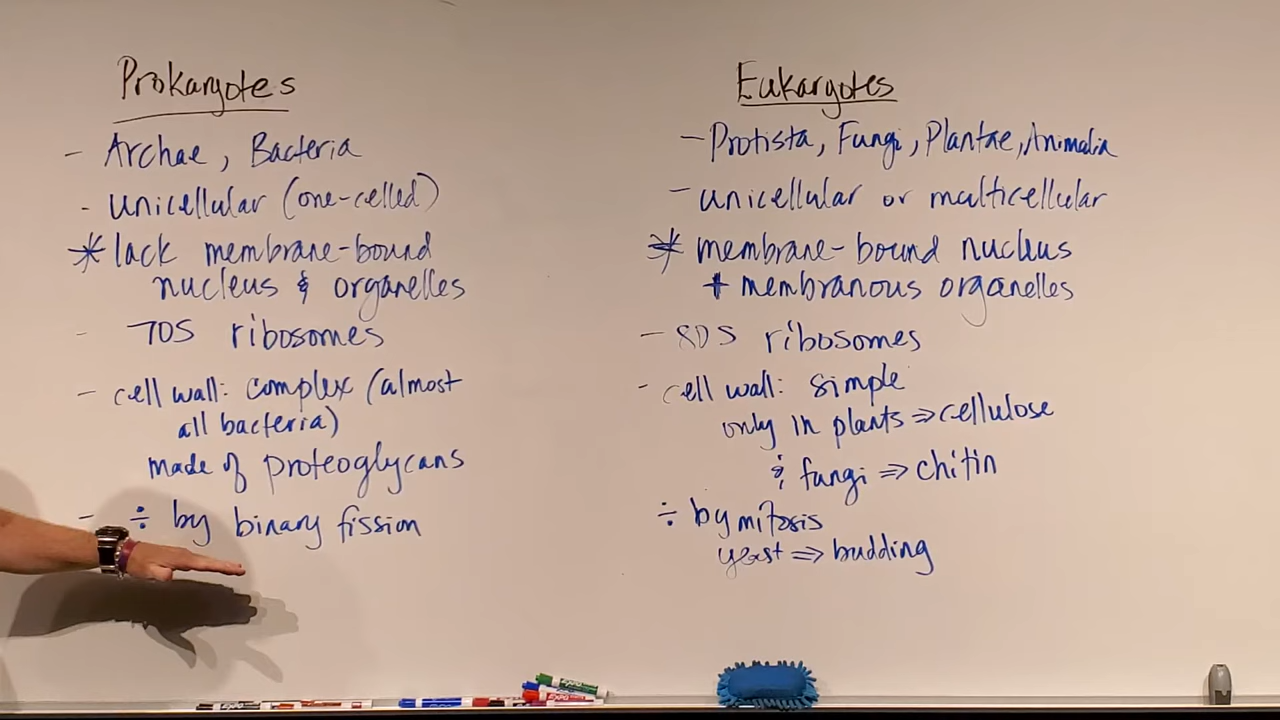 Prokaryotes
- Archae, Bacteria
- Unicellular (one-celled)
* lack membrane-bound
nucleus & organelles
- 70S ribosomes
- cell wall: complex (almost
all bacteria)
made of proteoglycans
- ÷ by binary fission
Eukaryotes
- Protista, Fungi, Plantae, Animalia
- unicellular or multicellular
* membrane-bound nucleus
+ membranous organelles
- 80S ribosomes
- cell wall: simple
only in plants ⇒ cellulose
& fungi ⇒ chitin
÷ by mitosis
yeast ⇒ budding